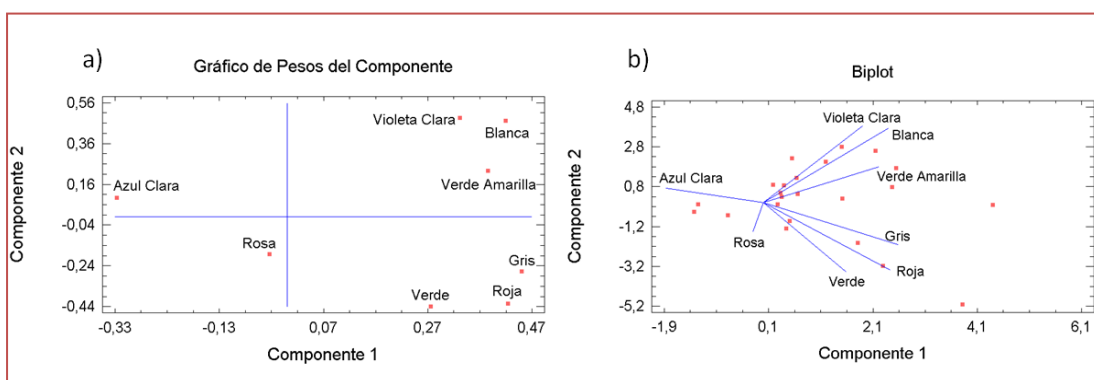 a)
Gráfico de Pesos del Componente
Componente 2
0,56
0,36
0,16
-0,04
-0,24
-0,44
Violeta Clara
Blanca
Verde Amarilla
Azul Clara
Rosa
Gris
Verde
Roja
-0,33
-0,13
0,07
0,27
0,47
Componente 1
b)
Biplot
Componente 2
4,8
2,8
0,8
-1,2
-3,2
-5,2
Violeta Clara
Blanca
Verde Amarilla
Azul Clara
Rosa
Gris
Roja
Verde
-1,9
0,1
2,1
4,1
6,1
Componente 1